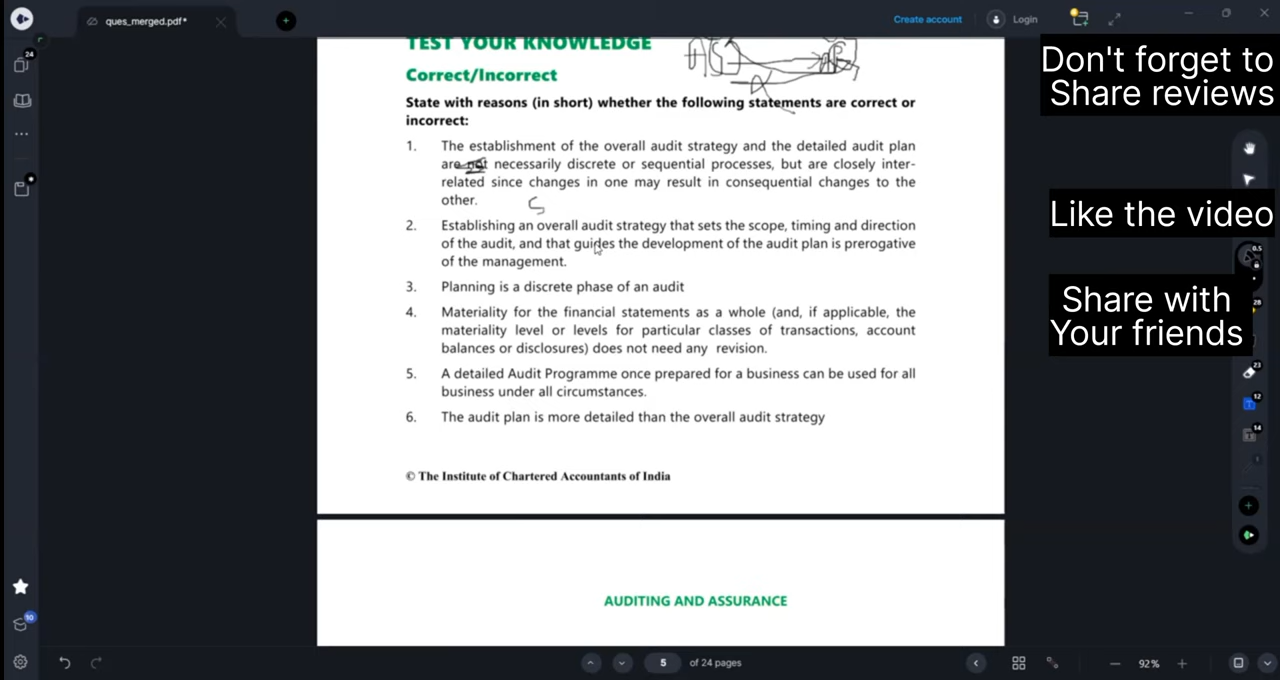 ques_merged.pdf*
Create account
Login
24
TEST YOUR KNOWLEDGE
Correct/Incorrect
State with reasons (in short) whether the following statements are correct or
incorrect:
1. The establishment of the overall audit strategy and the detailed audit plan
are not necessarily discrete or sequential processes, but are closely inter-
related since changes in one may result in consequential changes to the
other.
2. Establishing an overall audit strategy that sets the scope, timing and direction
of the audit, and that guides the development of the audit plan is prerogative
of the management.
3. Planning is a discrete phase of an audit
4. Materiality for the financial statements as a whole (and, if applicable, the
materiality level or levels for particular classes of transactions, account
balances or disclosures) does not need any revision.
5. A detailed Audit Programme once prepared for a business can be used for all
business under all circumstances.
6. The audit plan is more detailed than the overall audit strategy
© The Institute of Chartered Accountants of India
AUDITING AND ASSURANCE
Don't forget to
Share reviews
Like the video
Share with
Your friends
0.5
28
23
12
14
10
5 of 24 pages
92%